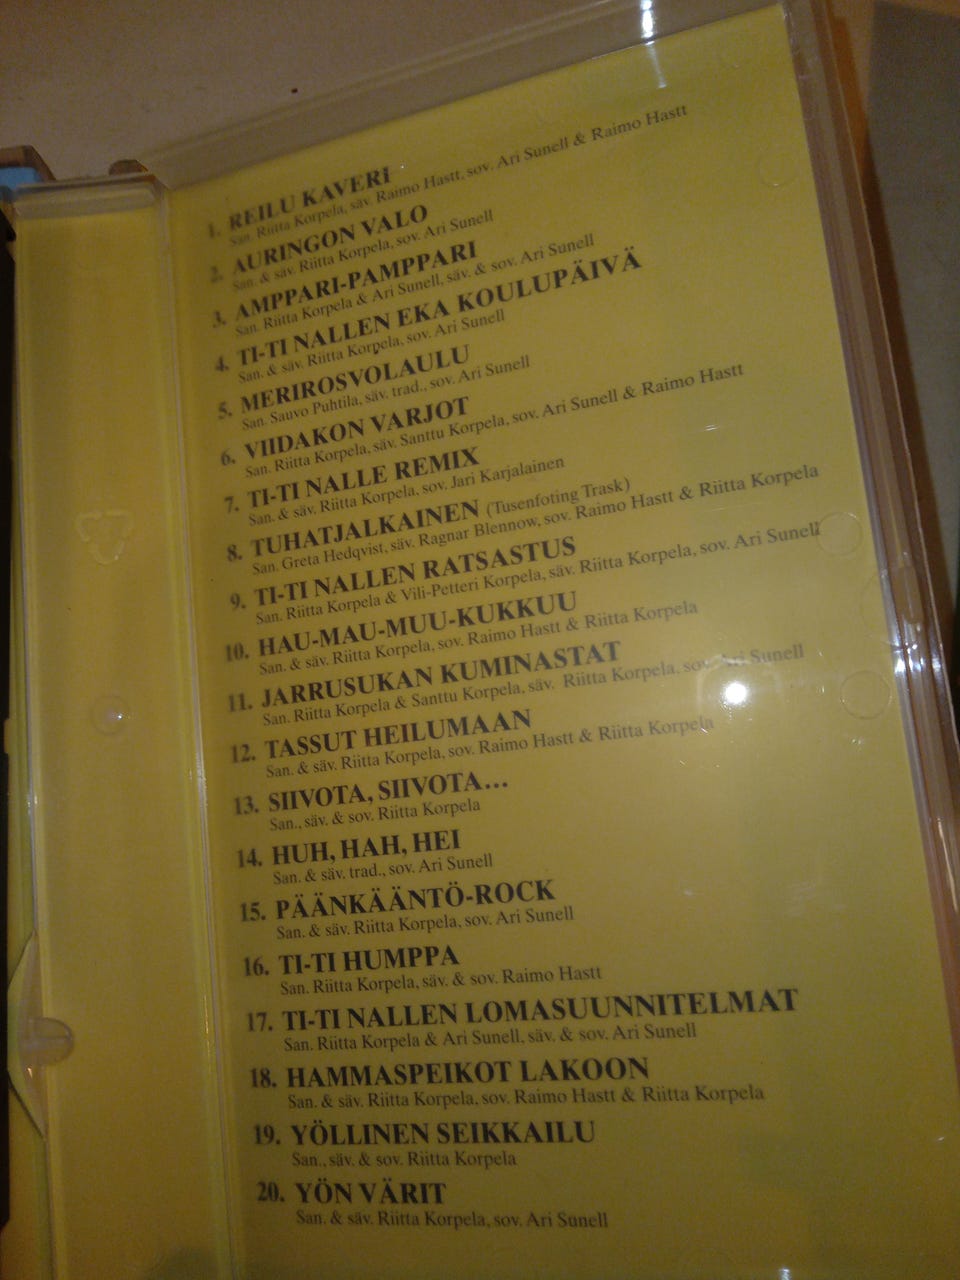 1. REILU KAVERI
San. Riitta Korpela, säv. Raimo Hastt, sov. Ari Sunell & Raimo Hastt
2. AURINGON VALO
San. & säv. Riitta Korpela, sov. Ari Sunell
3. AMPPARI-PAMPPARI
San. Riitta Korpela & Ari Sunell, säv. & sov. Ari Sunell
4. TI-TI NALLEN EKA KOULUPÄIVÄ
San. & säv. Riitta Korpela, sov. Ari Sunell
5. MERIROSVOLAULU
San. Sauvo Puhtila, säv. trad., sov. Ari Sunell
6. VIIDAKON VARJOT
San. Riitta Korpela, säv. Santtu Korpela, sov. Ari Sunell & Raimo Hastt
7. TI-TI NALLE REMIX
San. & säv. Riitta Korpela, sov. Jari Karjalainen
8. TUHATJALKAINEN (Tusenfoting Trask)
San. Greta Hedqvist, säv. Ragnar Blennow, sov. Raimo Hastt & Riitta Korpela
9. TI-TI NALLEN RATSASTUS
San. Riitta Korpela & Vili-Petteri Korpela, säv. Riitta Korpela, sov. Ari Sunell
10. HAU-MAU-MUU-KUKKUU
San. & säv. Riitta Korpela, sov. Raimo Hastt & Riitta Korpela
11. JARRUSUKAN KUMINASTAT
San. Riitta Korpela & Santtu Korpela, säv. Riitta Korpela, sov. Ari Sunell
12. TASSUT HEILUMAAN
San. & säv. Riitta Korpela, sov. Raimo Hastt & Riitta Korpela
13. SIIVOTA, SIIVOTA...
San., säv. & sov. Riitta Korpela
14. HUH, HAH, HEI
San. & säv. trad., sov. Ari Sunell
15. PÄÄNKÄÄNTÖ-ROCK
San. & säv. Riitta Korpela, sov. Ari Sunell
16. TI-TI HUMPPA
San. Riitta Korpela, säv. & sov. Raimo Hastt
17. TI-TI NALLEN LOMASUUNNITELMAT
San. Riitta Korpela & Ari Sunell, säv. & sov. Ari Sunell
18. HAMMASPEIKOT LAKOON
San. & säv. Riitta Korpela, sov. Raimo Hastt & Riitta Korpela
19. YÖLLINEN SEIKKAILU
San., säv. & sov. Riitta Korpela
20. YÖN VÄRIT
San. & säv. Riitta Korpela, sov. Ari Sunell